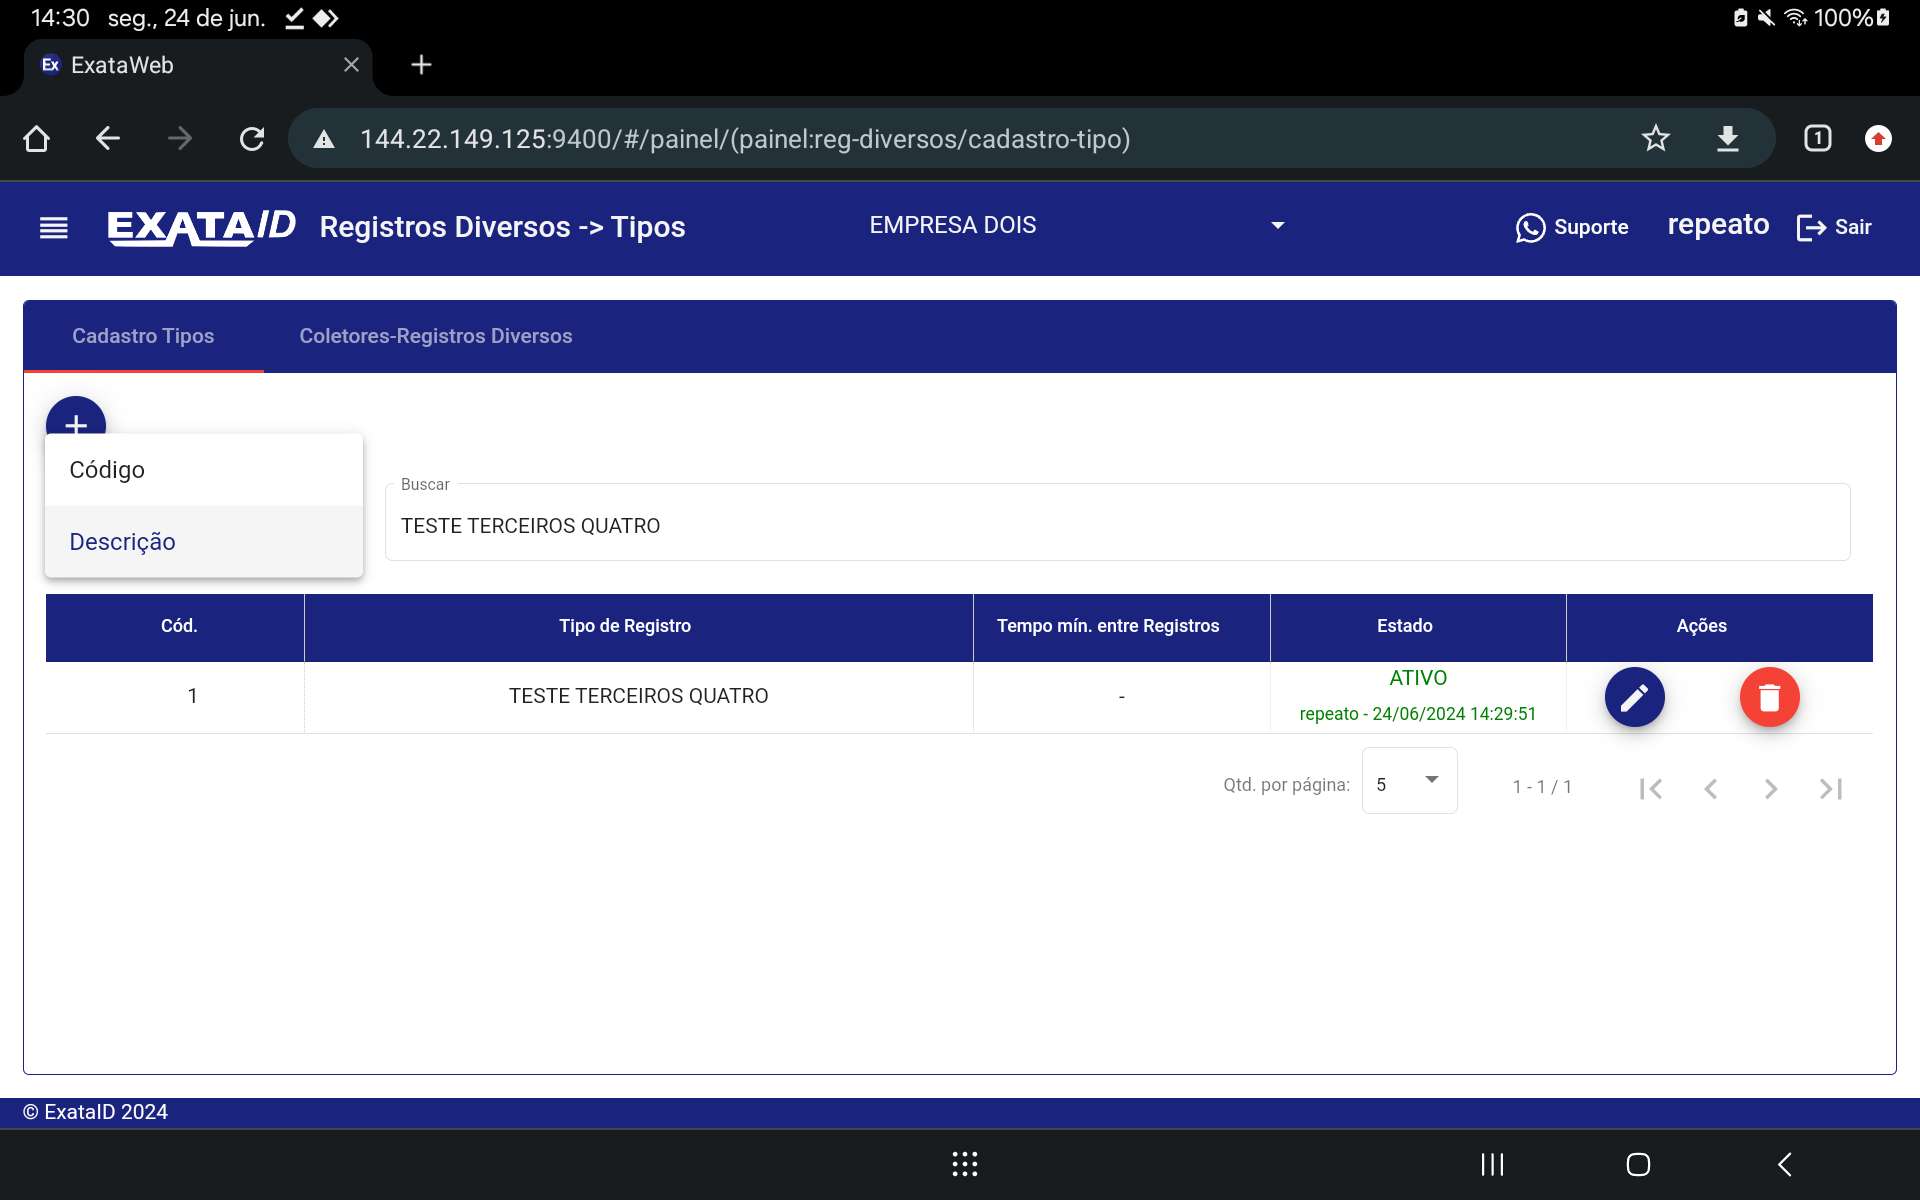 14:30 seg., 24 de jun. 100%
Ex ExataWeb
144.22.149.125:9400/#/painel/(painel:reg-diversos/cadastro-tipo) 1
EXATAID Registros Diversos -> Tipos EMPRESA DOIS Suporte repeato Sair
Cadastro Tipos Coletores-Registros Diversos
+
Código
Descrição
Buscar
TESTE TERCEIROS QUATRO
Cód. Tipo de Registro Tempo mín. entre Registros Estado Ações
1 TESTE TERCEIROS QUATRO - ATIVO
repeato - 24/06/2024 14:29:51
Qtd. por página: 5 1 - 1 / 1
© ExataID 2024